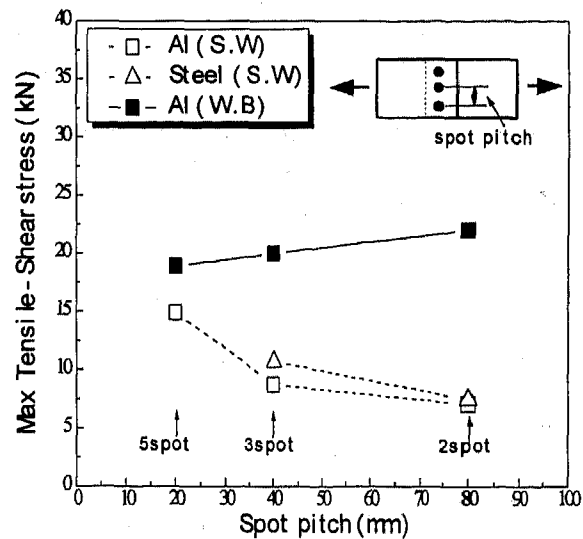 Al (S.W)
Steel (S.W)
Al (W.B)
spot pitch
40
35
30
25
20
15
10
5
0
Max Tensile-Shear stress (kN)
5spot 3spot 2spot
0 10 20 30 40 50 60 70 80 90 100
Spot pitch (mm)